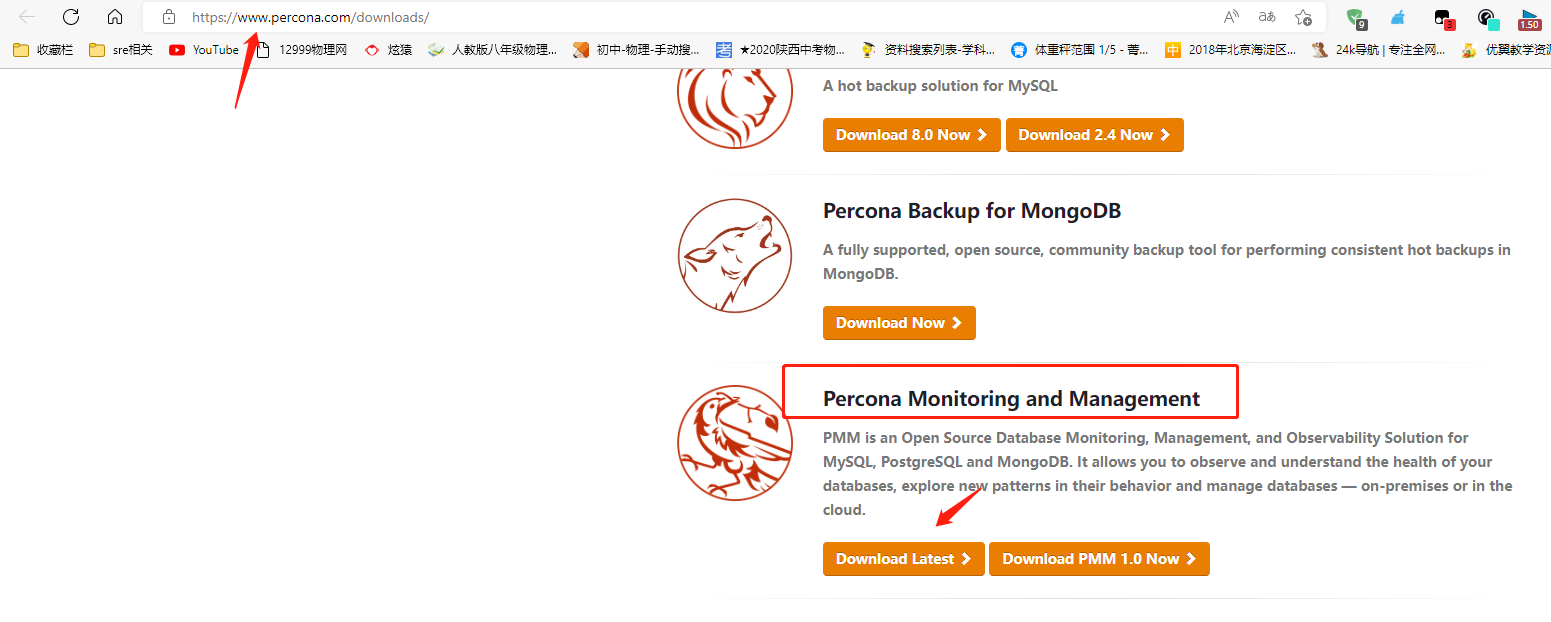 https://www.percona.com/downloads/
A
aあ
9
3
1.50
收藏栏
sre相关
YouTube
12999物理网
炫猿
人教版八年级物理...
初中-物理-手动搜...
考
★2020陕西中考物...
资料搜索列表-学科...
菁
体重秤范围 1/5 - 菁...
中
2018年北京海淀区...
24k导航 | 专注全网...
优翼教学资源
A hot backup solution for MySQL
Download 8.0 Now
Download 2.4 Now
Percona Backup for MongoDB
A fully supported, open source, community backup tool for performing consistent hot backups in
MongoDB.
Download Now
Percona Monitoring and Management
PMM is an Open Source Database Monitoring, Management, and Observability Solution for
MySQL, PostgreSQL and MongoDB. It allows you to observe and understand the health of your
databases, explore new patterns in their behavior and manage databases — on-premises or in the
cloud.
Download Latest
Download PMM 1.0 Now